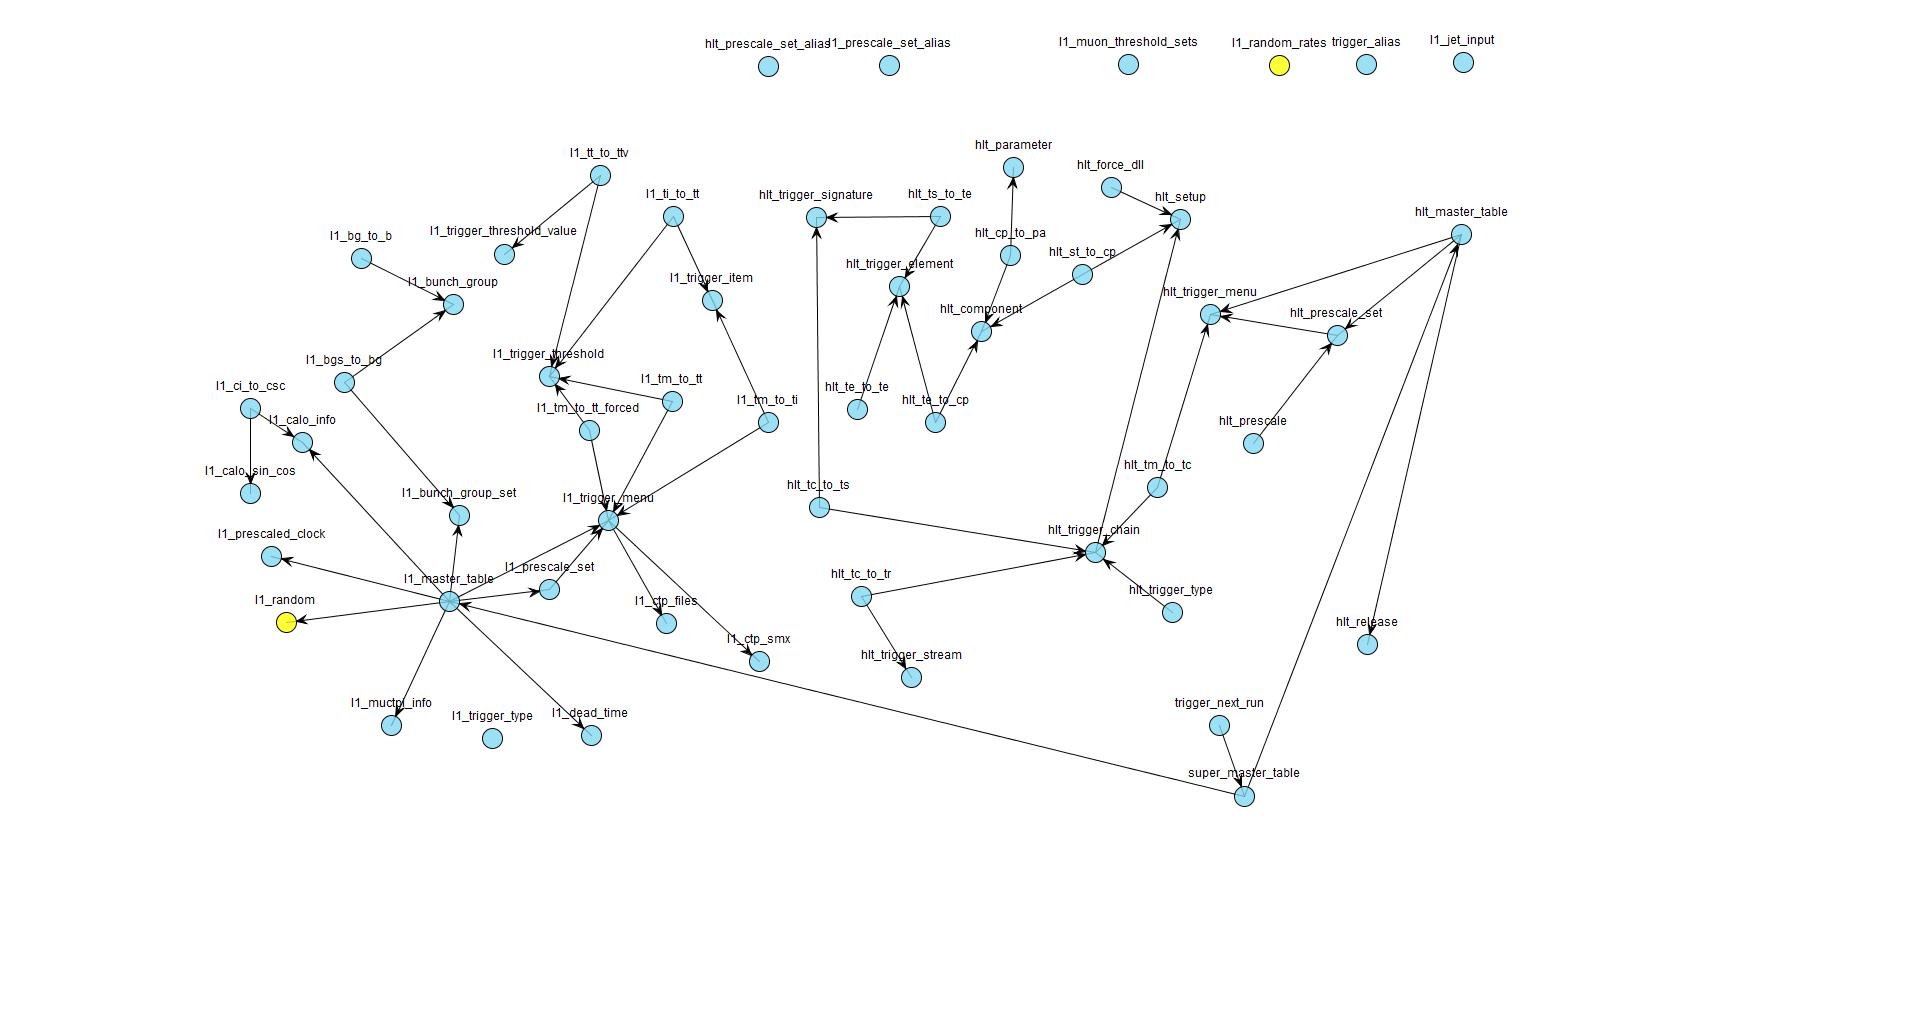 hlt_prescale_set_alias
l1_prescale_set_alias
l1_muon_threshold_sets
l1_random_rates
trigger_alias
l1_jet_input
l1_tt_to_ttv
hlt_parameter
hlt_force_dll
l1_ti_to_tt
hlt_trigger_signature
hlt_ts_to_te
hlt_setup
hlt_master_table
l1_bg_to_b
l1_trigger_threshold_value
hlt_cp_to_pa
hlt_st_to_cp
hlt_trigger_element
l1_bunch_group
l1_trigger_item
hlt_trigger_menu
hlt_component
hlt_prescale_set
l1_bgs_to_bg
l1_trigger_threshold
l1_ci_to_csc
l1_tm_to_tt
hlt_te_to_te
l1_tm_to_ti
hlt_te_to_cp
l1_tm_to_tt_forced
l1_calo_info
hlt_prescale
l1_calo_sin_cos
hlt_tm_to_tc
hlt_tc_to_ts
l1_bunch_group_set
l1_trigger_menu
l1_prescaled_clock
hlt_trigger_chain
l1_prescale_set
hlt_tc_to_tr
l1_master_table
hlt_trigger_type
l1_random
l1_ctp_files
hlt_release
l1_ctp_smx
hlt_trigger_stream
l1_muctpi_info
trigger_next_run
l1_dead_time
l1_trigger_type
super_master_table